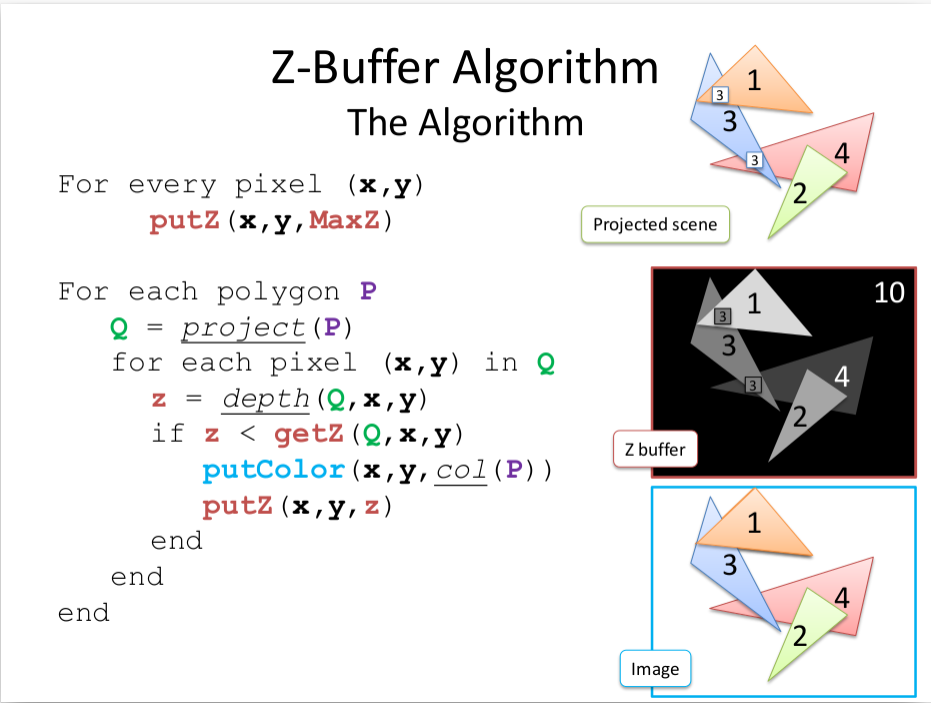 Z-Buffer Algorithm
The Algorithm
For every pixel (x,y)
putZ(x,y,MaxZ)
For each polygon P
Q = project(P)
for each pixel (x,y) in Q
z = depth(Q,x,y)
if z < getZ(Q,x,y)
putColor(x,y,col(P))
putZ(x,y,z)
end
end
end
1
3
3
4
3
2
Projected scene
10
1
3
3
4
3
2
Z buffer
1
3
4
2
Image